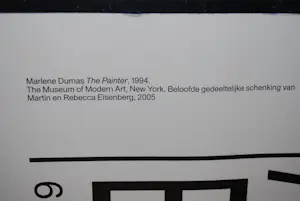 Marlene Dumas The Painter, 1994.
The Museum of Modern Art, New York. Beloofde gedeeltelijke schenking van
Martin en Rebecca Eisenberg, 2005